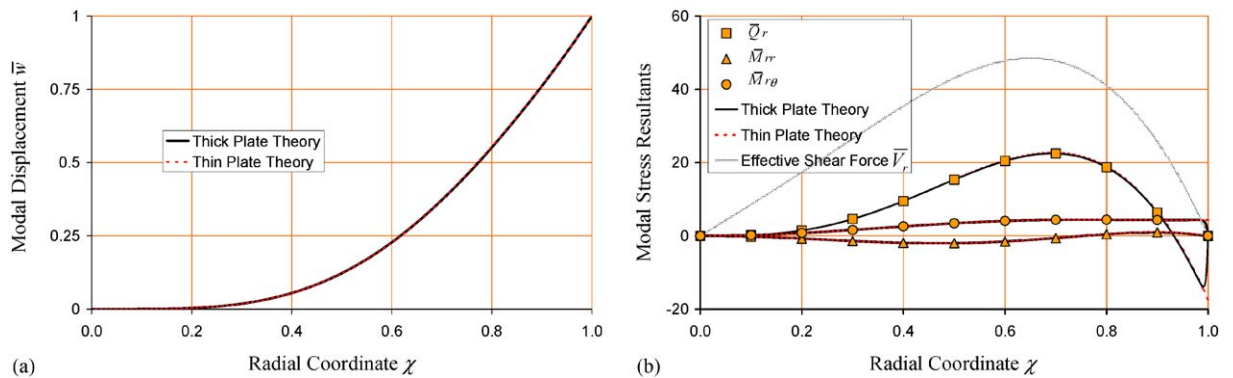 Modal Displacement w̄
1
0.75
0.5
0.25
0
Thick Plate Theory
Thin Plate Theory
0.0 0.2 0.4 0.6 0.8 1.0
(a) Radial Coordinate χ
Modal Stress Resultants
60
40
20
0
-20
Q̄r
M̄rr
M̄rθ
Thick Plate Theory
Thin Plate Theory
Effective Shear Force V̄r
0.0 0.2 0.4 0.6 0.8 1.0
(b) Radial Coordinate χ